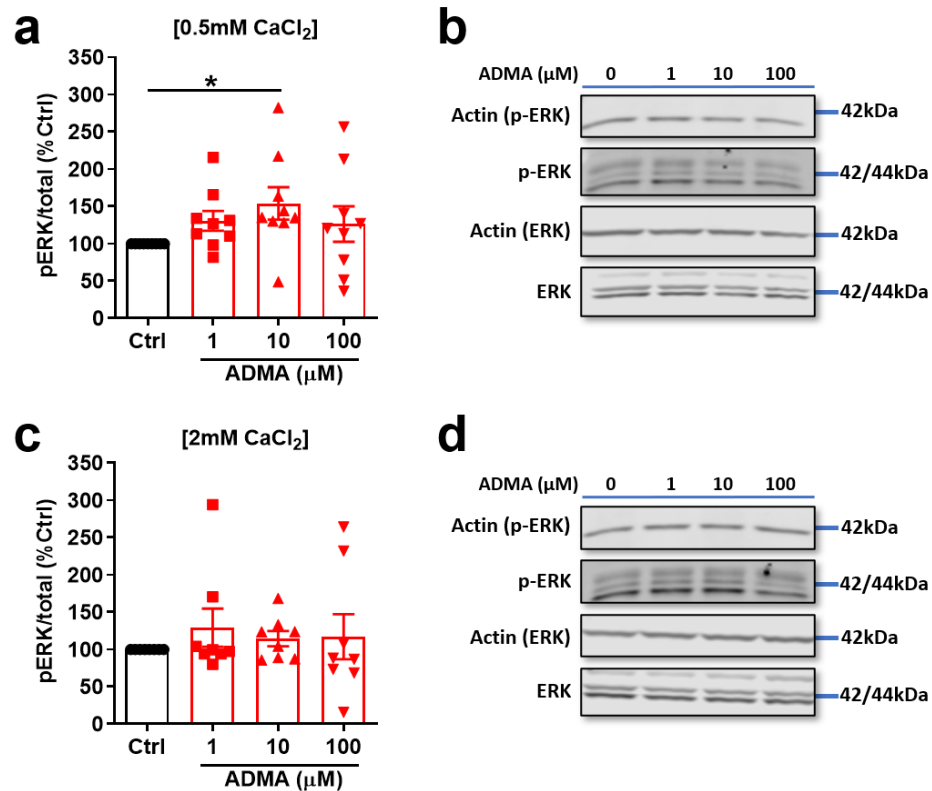 a
[0.5mM CaCl₂]
pERK/total (%Ctrl)
350
300
250
200
150
100
50
0
*
Ctrl 1 10 100
ADMA (μM)
b
ADMA (μM) 0 1 10 100
Actin (p-ERK) 42kDa
p-ERK 42/44kDa
Actin (ERK) 42kDa
ERK 42/44kDa
c
[2mM CaCl₂]
pERK/total (%Ctrl)
350
300
250
200
150
100
50
0
Ctrl 1 10 100
ADMA (μM)
d
ADMA (μM) 0 1 10 100
Actin (p-ERK) 42kDa
p-ERK 42/44kDa
Actin (ERK) 42kDa
ERK 42/44kDa